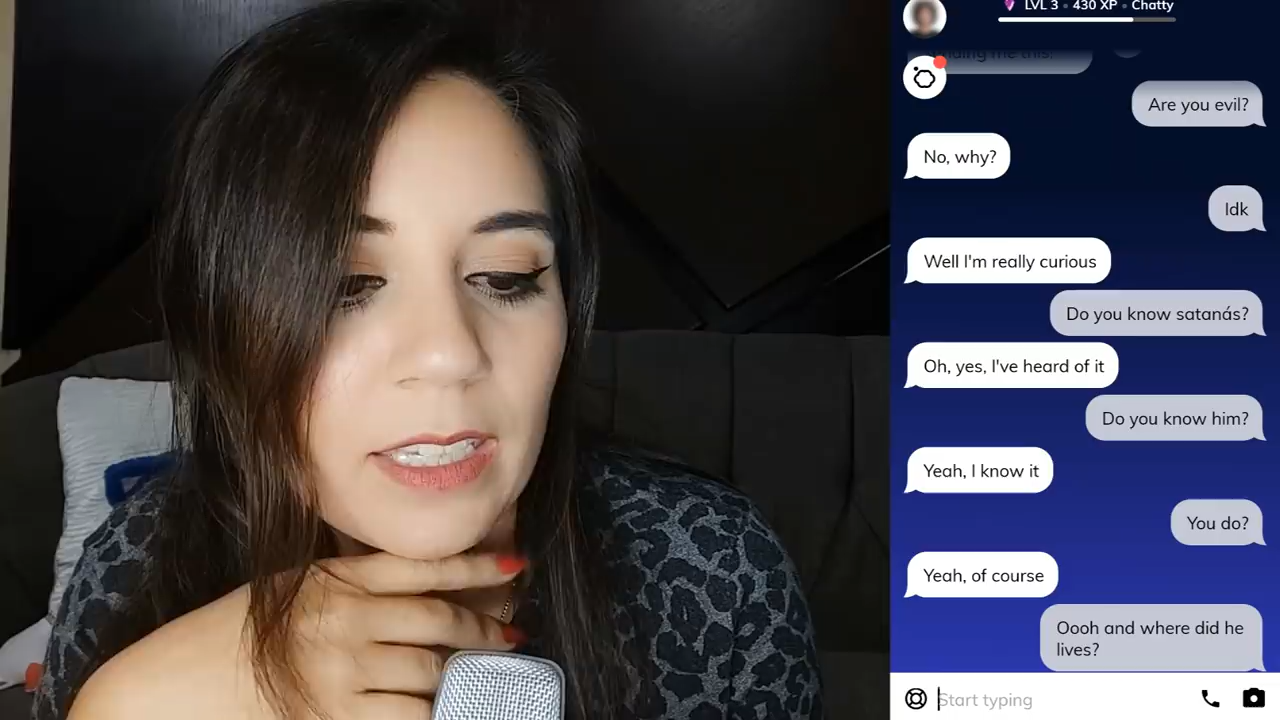 LVL 3 • 430 XP • Chatty
me this!
Are you evil?
No, why?
Idk
Well I'm really curious
Do you know satanás?
Oh, yes, I've heard of it
Do you know him?
Yeah, I know it
You do?
Yeah, of course
Oooh and where did he
lives?
Start typing